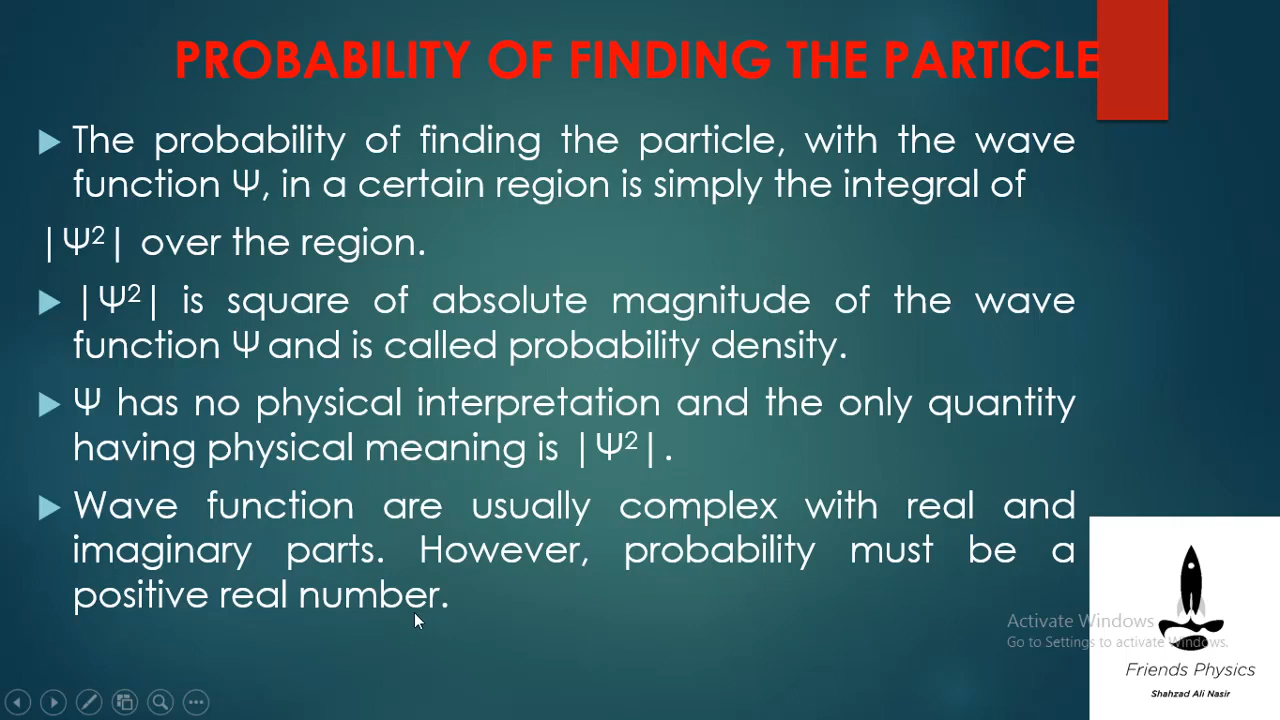 PROBABILITY OF FINDING THE PARTICLE
The probability of finding the particle, with the wave
function Ψ, in a certain region is simply the integral of
|Ψ²| over the region.
|Ψ²| is square of absolute magnitude of the wave
function Ψ and is called probability density.
Ψ has no physical interpretation and the only quantity
having physical meaning is |Ψ²|.
Wave function are usually complex with real and
imaginary parts. However, probability must be a
positive real number.
Activate Windows
Go to Settings to activate Windows.
Friends Physics
Shahzad Ali Nasir